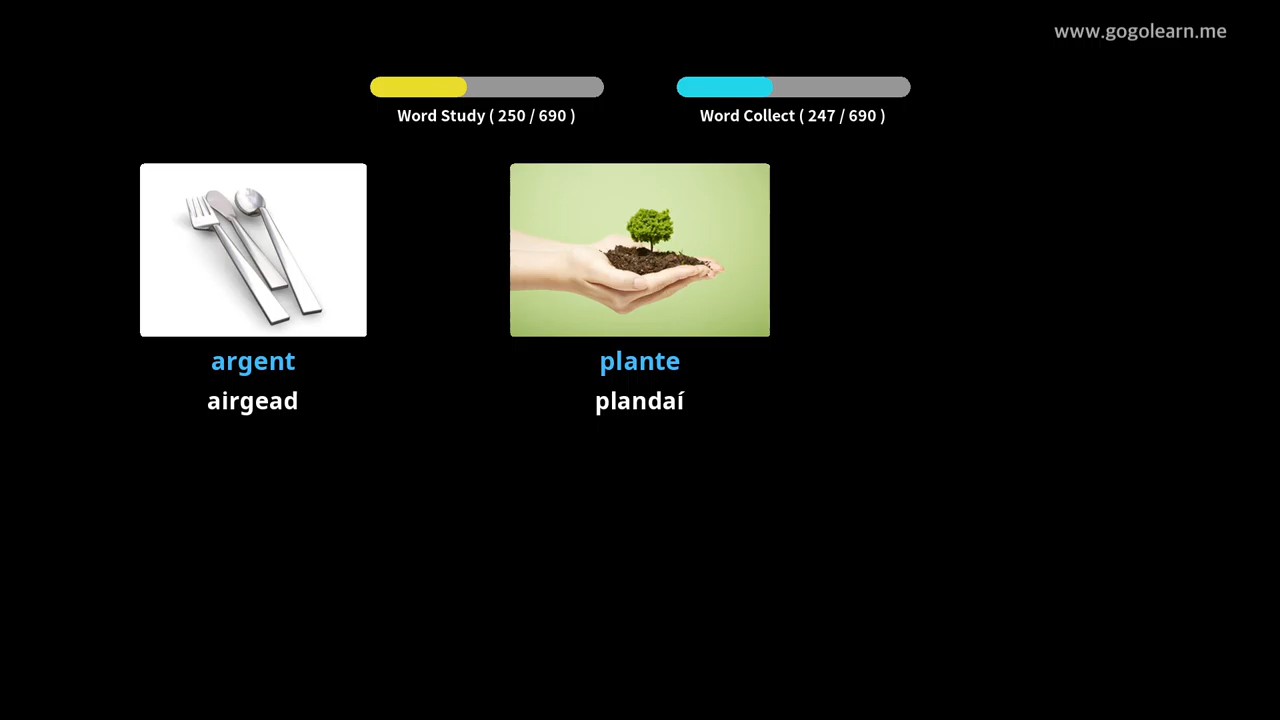 www.gogolearn.me
Word Study ( 250 / 690 )
Word Collect ( 247 / 690 )
argent
airgead
plante
plandaí